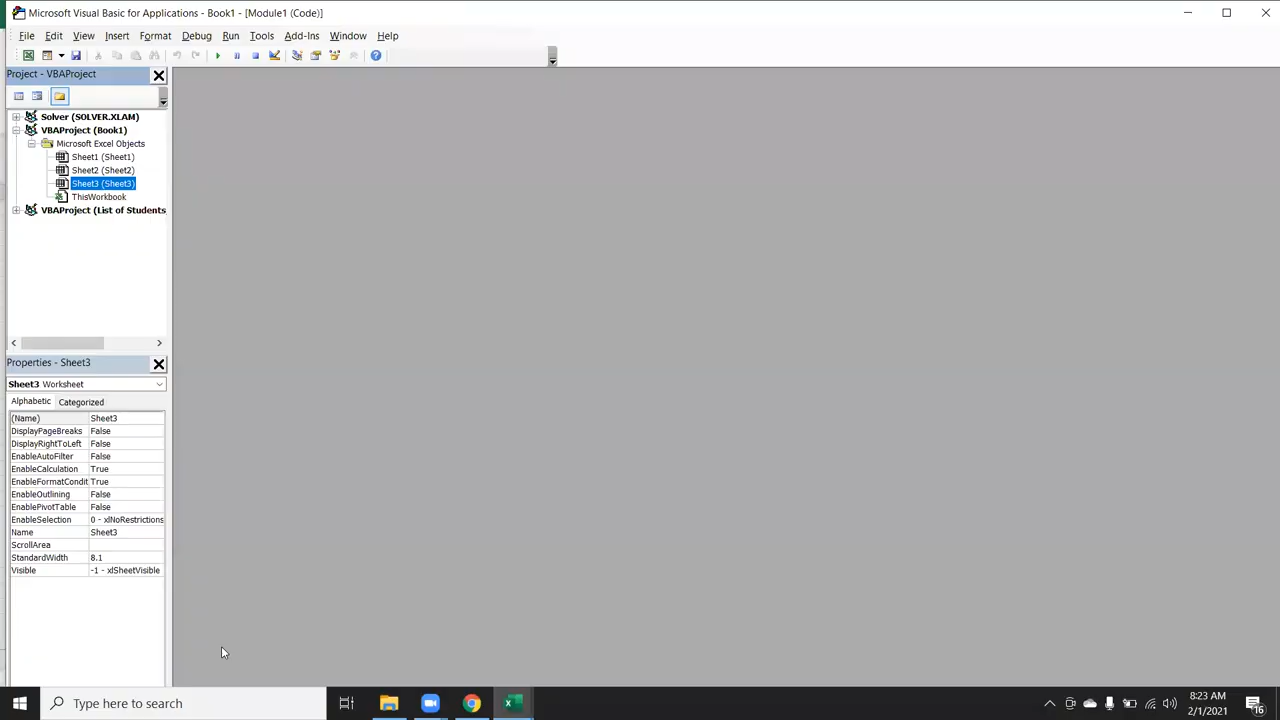 Microsoft Visual Basic for Applications - Book1 - [Module1 (Code)]
File Edit View Insert Format Debug Run Tools Add-Ins Window Help
Project - VBAProject
Solver (SOLVER.XLAM)
VBAProject (Book1)
Microsoft Excel Objects
Sheet1 (Sheet1)
Sheet2 (Sheet2)
Sheet3 (Sheet3)
ThisWorkbook
VBAProject (List of Students
Properties - Sheet3
Sheet3 Worksheet
Alphabetic Categorized
(Name) Sheet3
DisplayPageBreaks False
DisplayRightToLeft False
EnableAutoFilter False
EnableCalculation True
EnableFormatCondit True
EnableOutlining False
EnablePivotTable False
EnableSelection 0 - xlNoRestrictions
Name Sheet3
ScrollArea
StandardWidth 8.1
Visible -1 - xlSheetVisible
Type here to search
8:23 AM
2/1/2021
16